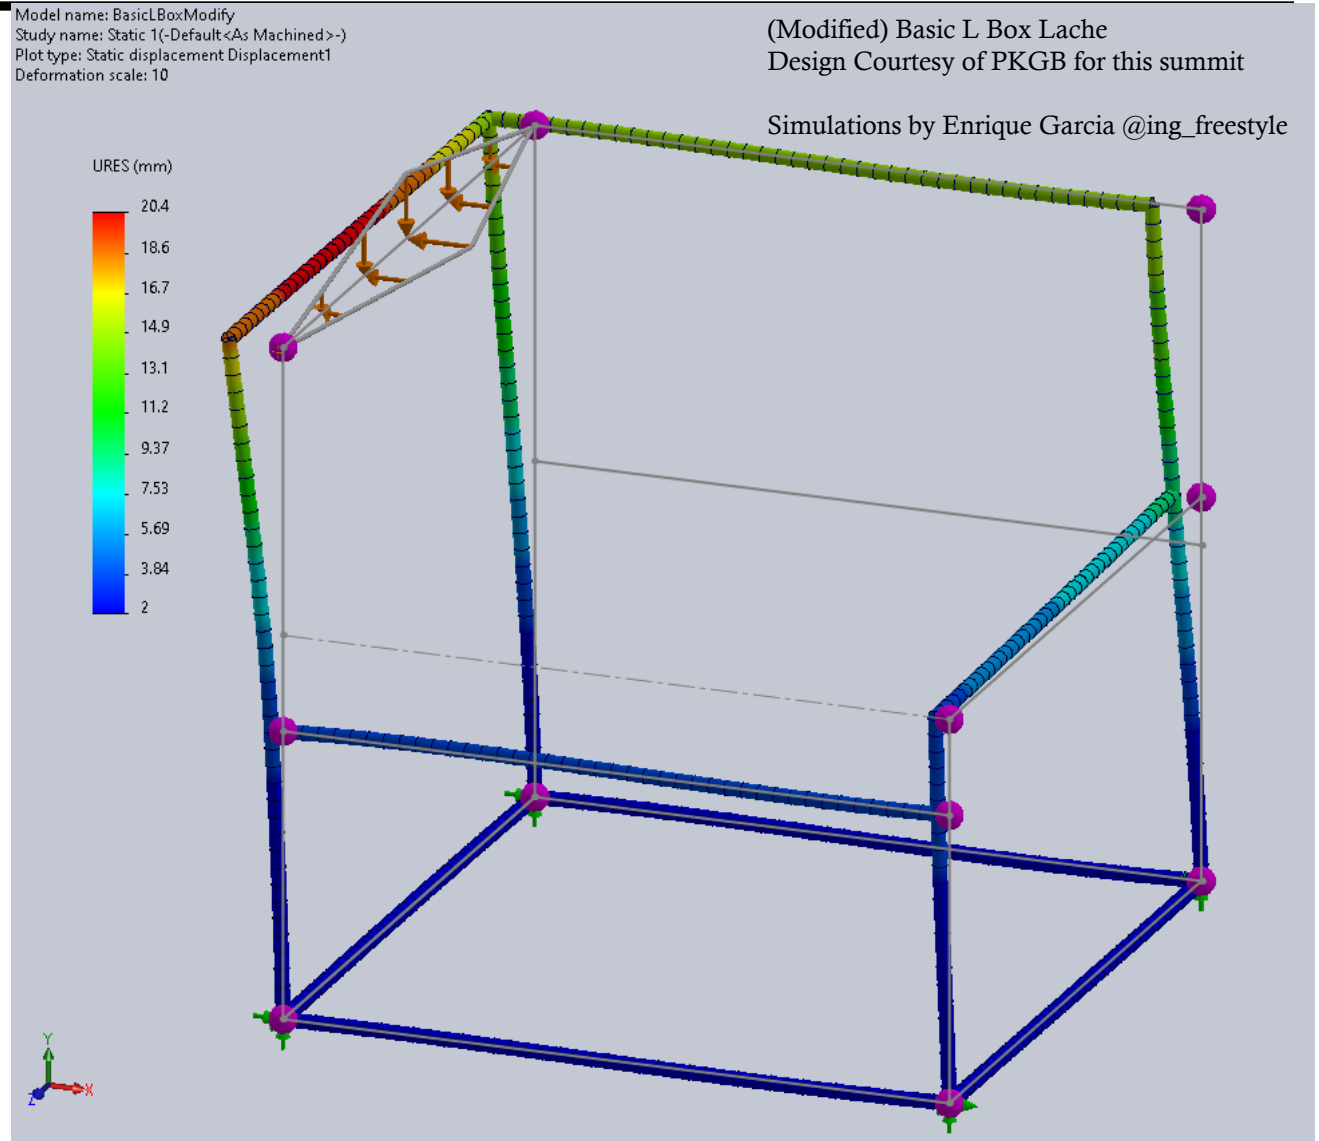 Model name: BasicLBoxModify
Study name: Static 1(-Default<As Machined>-)
Plot type: Static displacement Displacement1
Deformation scale: 10
(Modified) Basic L Box Lache
Design Courtesy of PKGB for this summit
Simulations by Enrique Garcia @ing_freestyle
URES (mm)
20.4
18.6
16.7
14.9
13.1
11.2
9.37
7.53
5.69
3.84
2
Y
X
Z